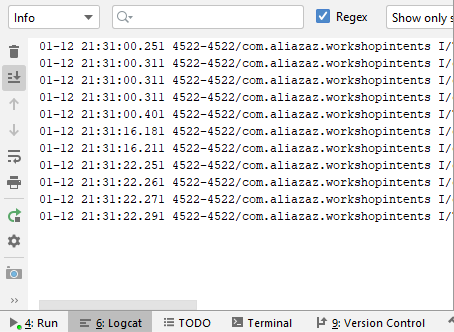 Info
Regex
Show only s
01-12 21:31:00.251 4522-4522/com.aliazaz.workshopintents I/
01-12 21:31:00.311 4522-4522/com.aliazaz.workshopintents I/
01-12 21:31:00.311 4522-4522/com.aliazaz.workshopintents I/
01-12 21:31:00.311 4522-4522/com.aliazaz.workshopintents I/
01-12 21:31:00.401 4522-4522/com.aliazaz.workshopintents I/
01-12 21:31:16.181 4522-4522/com.aliazaz.workshopintents I/
01-12 21:31:16.211 4522-4522/com.aliazaz.workshopintents I/
01-12 21:31:22.251 4522-4522/com.aliazaz.workshopintents I/
01-12 21:31:22.261 4522-4522/com.aliazaz.workshopintents I/
01-12 21:31:22.271 4522-4522/com.aliazaz.workshopintents I/
01-12 21:31:22.291 4522-4522/com.aliazaz.workshopintents I/
4: Run 6: Logcat TODO Terminal 9: Version Control